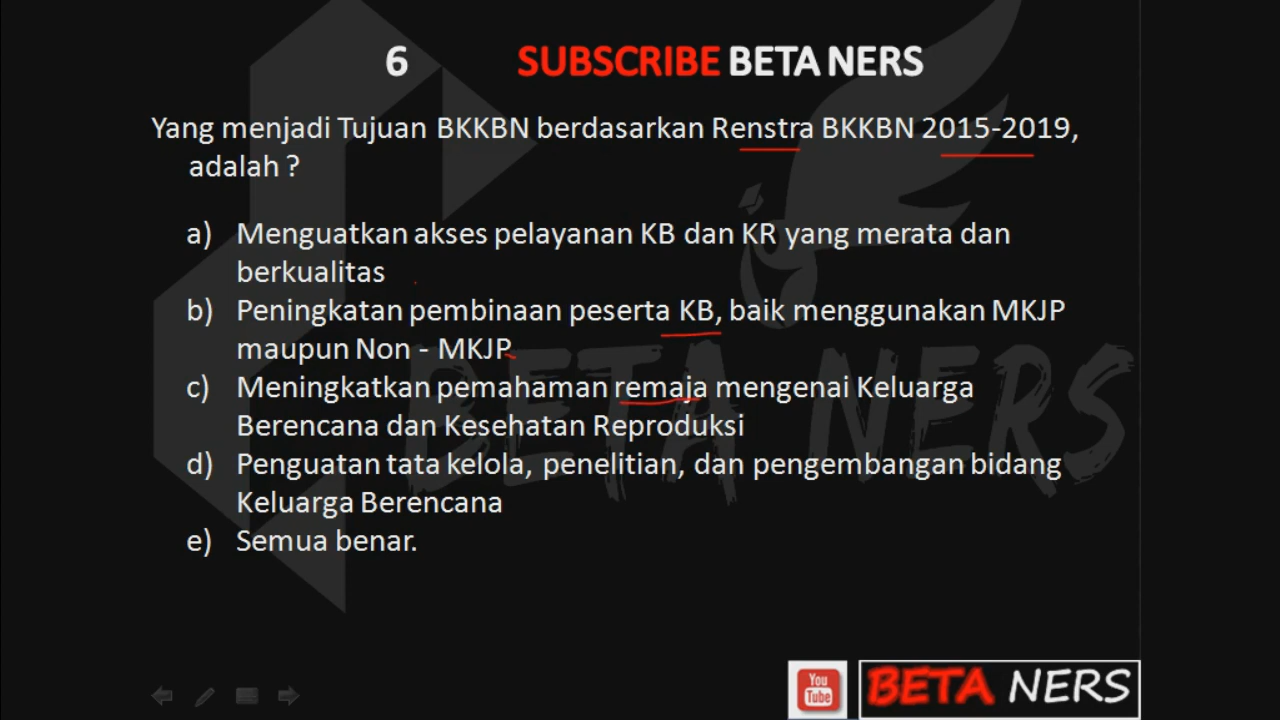 6 SUBSCRIBE BETA NERS
Yang menjadi Tujuan BKKBN berdasarkan Renstra BKKBN 2015-2019,
adalah ?
a) Menguatkan akses pelayanan KB dan KR yang merata dan
berkualitas
b) Peningkatan pembinaan peserta KB, baik menggunakan MKJP
maupun Non - MKJP
c) Meningkatkan pemahaman remaja mengenai Keluarga
Berencana dan Kesehatan Reproduksi
d) Penguatan tata kelola, penelitian, dan pengembangan bidang
Keluarga Berencana
e) Semua benar.
BETA NERS
You
Tube
BETA NERS